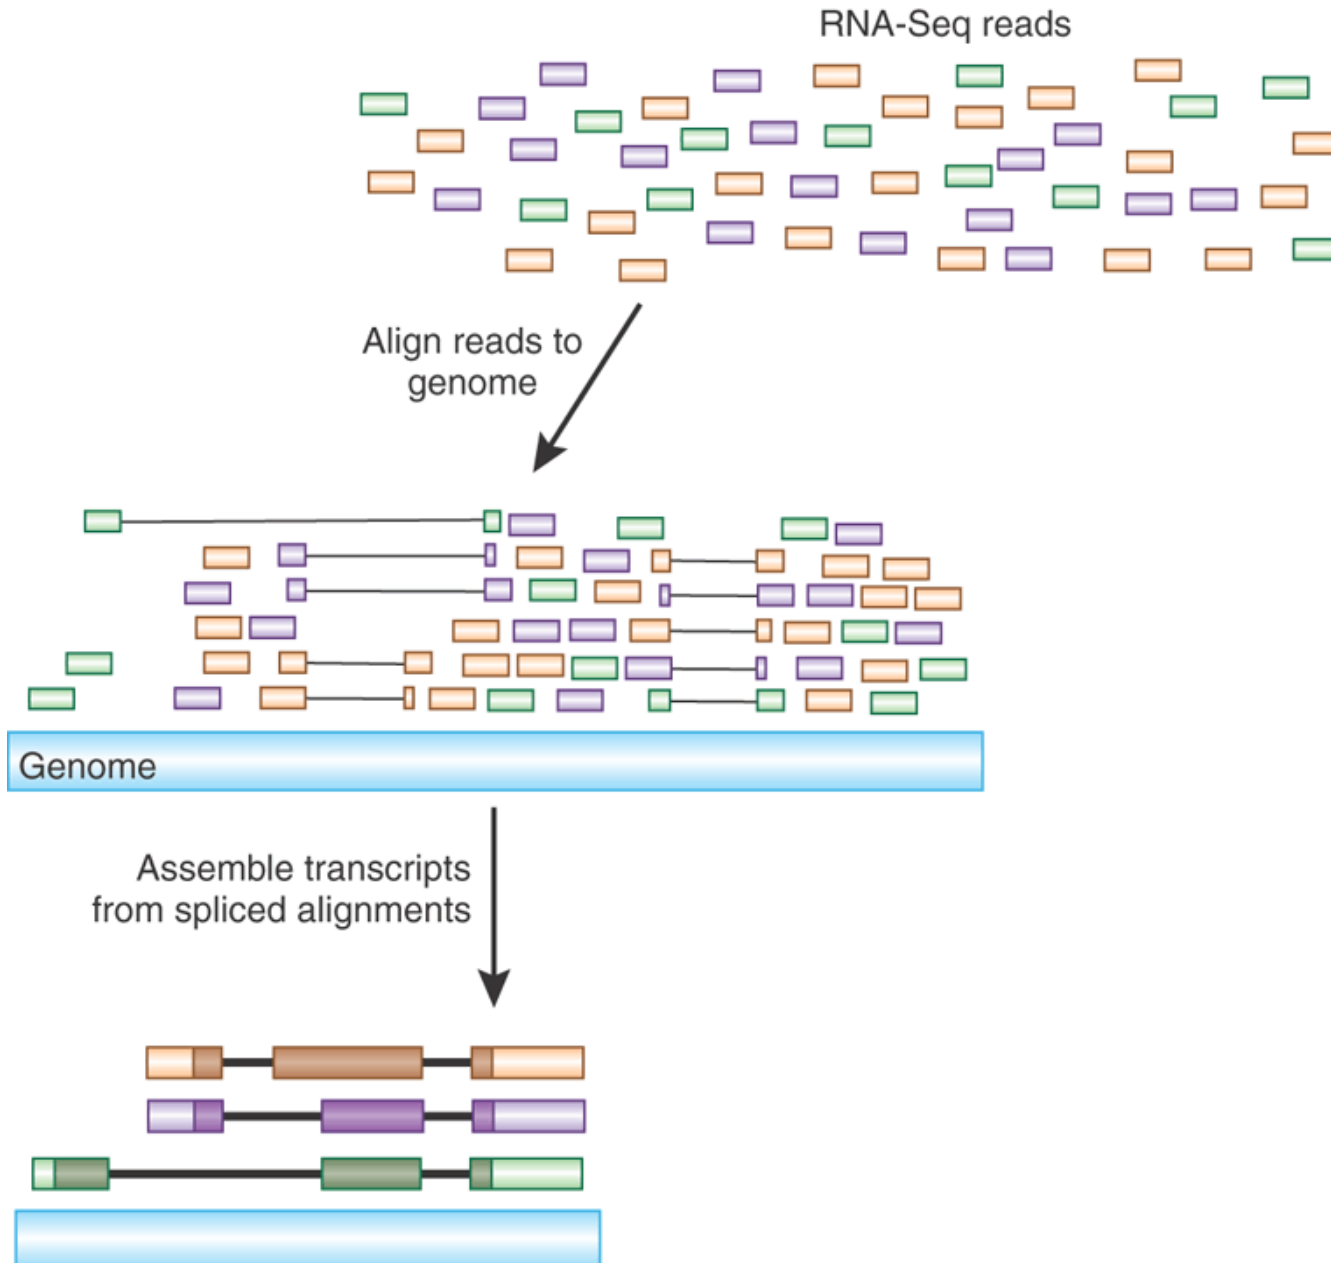 RNA-Seq reads
Align reads to
genome
Genome
Assemble transcripts
from spliced alignments